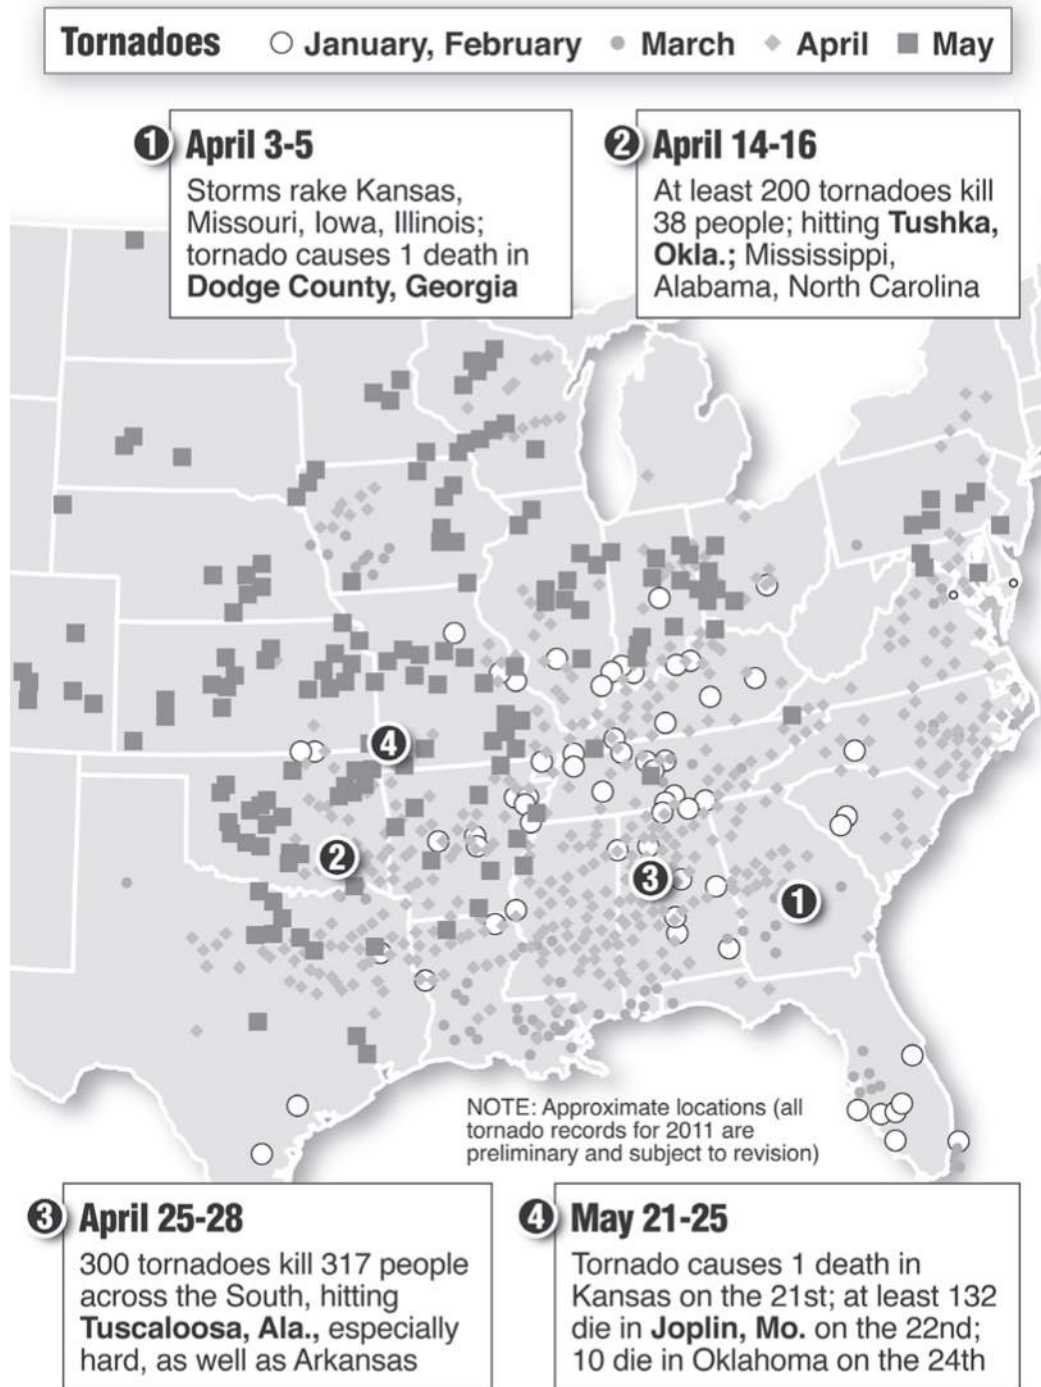 Tornadoes January, February March April May
1 April 3-5
Storms rake Kansas,
Missouri, Iowa, Illinois;
tornado causes 1 death in
Dodge County, Georgia
2 April 14-16
At least 200 tornadoes kill
38 people; hitting Tushka,
Okla.; Mississippi,
Alabama, North Carolina
4
2
3
1
NOTE: Approximate locations (all
tornado records for 2011 are
preliminary and subject to revision)
3 April 25-28
300 tornadoes kill 317 people
across the South, hitting
Tuscaloosa, Ala., especially
hard, as well as Arkansas
4 May 21-25
Tornado causes 1 death in
Kansas on the 21st; at least 132
die in Joplin, Mo. on the 22nd;
10 die in Oklahoma on the 24th